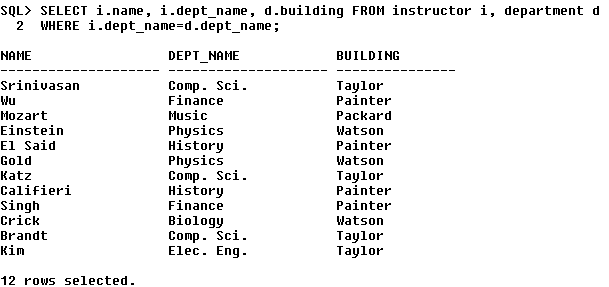 SQL> SELECT i.name, i.dept_name, d.building FROM instructor i, department d
  2  WHERE i.dept_name=d.dept_name;

NAME                 DEPT_NAME            BUILDING
-------------------- -------------------- ---------------
Srinivasan           Comp. Sci.           Taylor
Wu                   Finance              Painter
Mozart               Music                Packard
Einstein             Physics              Watson
El Said              History              Painter
Gold                 Physics              Watson
Katz                 Comp. Sci.           Taylor
Califieri            History              Painter
Singh                Finance              Painter
Crick                Biology              Watson
Brandt               Comp. Sci.           Taylor
Kim                  Elec. Eng.           Taylor

12 rows selected.